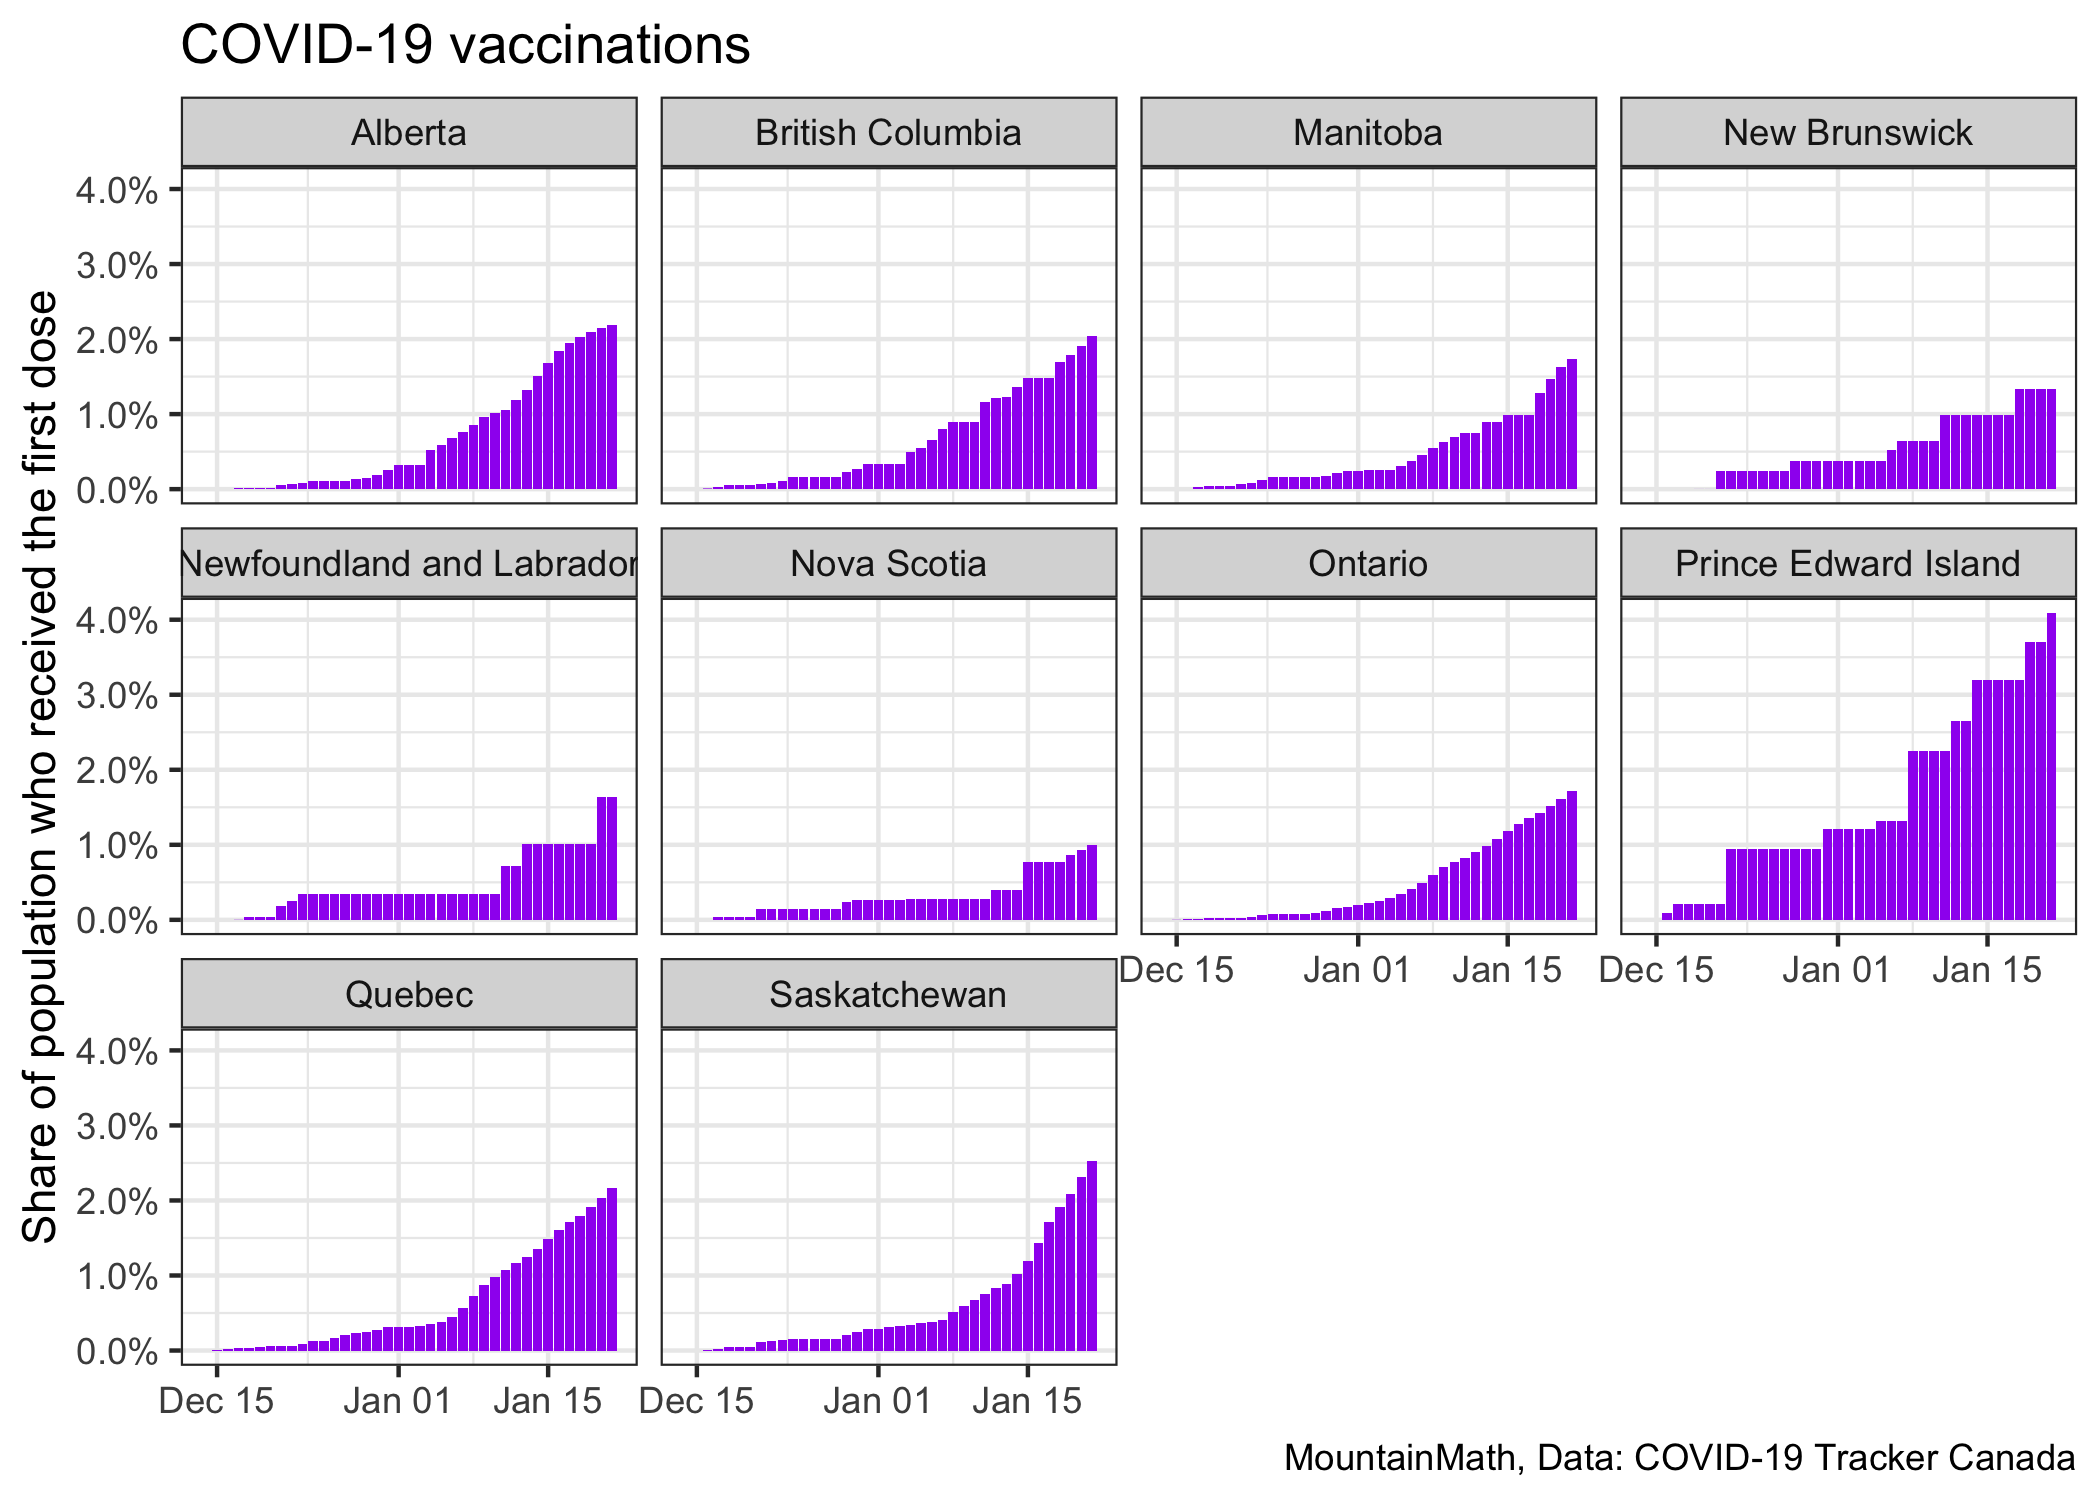 COVID-19 vaccinations
Share of population who received the first dose
Alberta
British Columbia
Manitoba
New Brunswick
4.0%
3.0%
2.0%
1.0%
0.0%
Newfoundland and Labrador
Nova Scotia
Ontario
Prince Edward Island
4.0%
3.0%
2.0%
1.0%
0.0%
Dec 15 Jan 01 Jan 15
Dec 15 Jan 01 Jan 15
Quebec
Saskatchewan
4.0%
3.0%
2.0%
1.0%
0.0%
Dec 15 Jan 01 Jan 15
Dec 15 Jan 01 Jan 15
MountainMath, Data: COVID-19 Tracker Canada